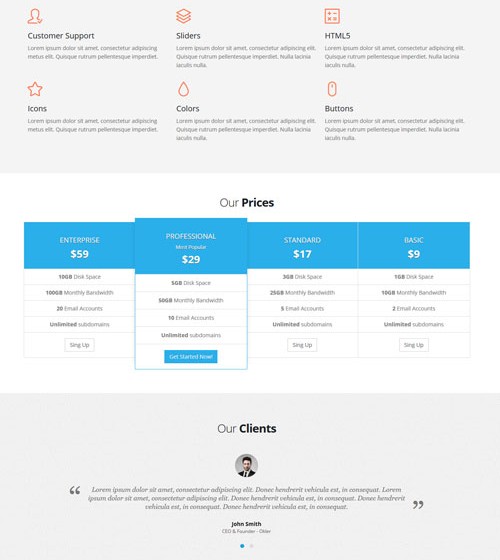 Customer Support
Lorem ipsum dolor sit amet, consectetur adipiscing
metus elit. Quisque rutrum pellentesque imperdiet.
Sliders
Lorem ipsum dolor sit amet, consectetur adipiscing
metus elit. Quisque rutrum pellentesque imperdiet. Nulla lacinia
iaculis nulla.
HTML5
Lorem ipsum dolor sit amet, consectetur adipiscing
metus elit. Quisque rutrum pellentesque imperdiet. Nulla lacinia
iaculis nulla.
Icons
Lorem ipsum dolor sit amet, consectetur adipiscing
metus elit. Quisque rutrum pellentesque imperdiet.
Colors
Lorem ipsum dolor sit amet, consectetur adipiscing
metus elit. Quisque rutrum pellentesque imperdiet. Nulla lacinia
iaculis nulla.
Buttons
Lorem ipsum dolor sit amet, consectetur adipiscing
metus elit. Quisque rutrum pellentesque imperdiet. Nulla lacinia
iaculis nulla.
Our Prices
ENTERPRISE
$59
10GB Disk Space
100GB Monthly Bandwidth
20 Email Accounts
Unlimited subdomains
Sing Up
PROFESSIONAL
Most Popular
$29
5GB Disk Space
50GB Monthly Bandwidth
10 Email Accounts
Unlimited subdomains
Get Started Now!
STANDARD
$17
3GB Disk Space
25GB Monthly Bandwidth
5 Email Accounts
Unlimited subdomains
Sing Up
BASIC
$9
1GB Disk Space
10GB Monthly Bandwidth
2 Email Accounts
Unlimited subdomains
Sing Up
Our Clients
“ Lorem ipsum dolor sit amet, consectetur adipiscing elit. Donec hendrerit vehicula est, in consequat. Lorem
ipsum dolor sit amet, consectetur adipiscing elit. Donec hendrerit vehicula est, in consequat. Donec
hendrerit vehicula est, in consequat. ”
John Smith
CEO & Founder - Okler